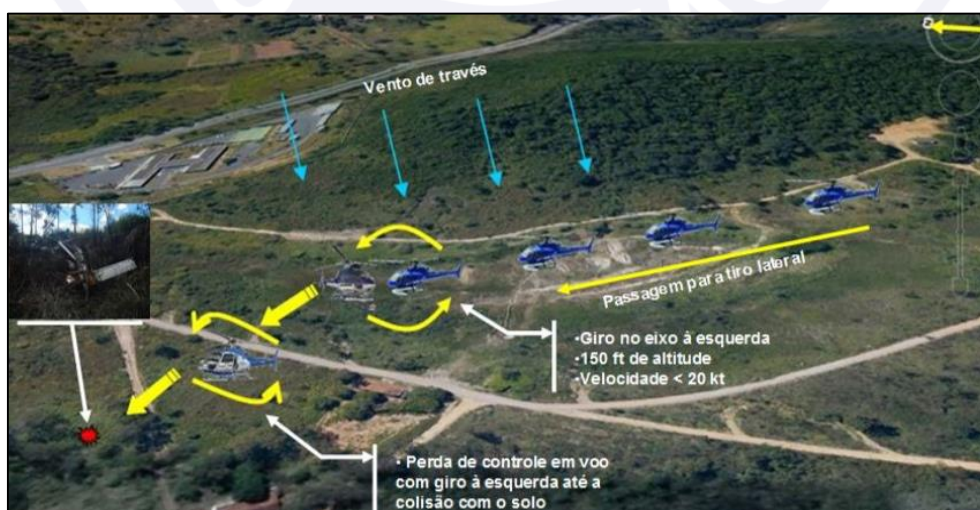 Vento de través
Passagem para tiro lateral
•Giro no eixo à esquerda
•150 ft de altitude
•Velocidade < 20 kt
• Perda de controle em voo
com giro à esquerda até a
colisão com o solo